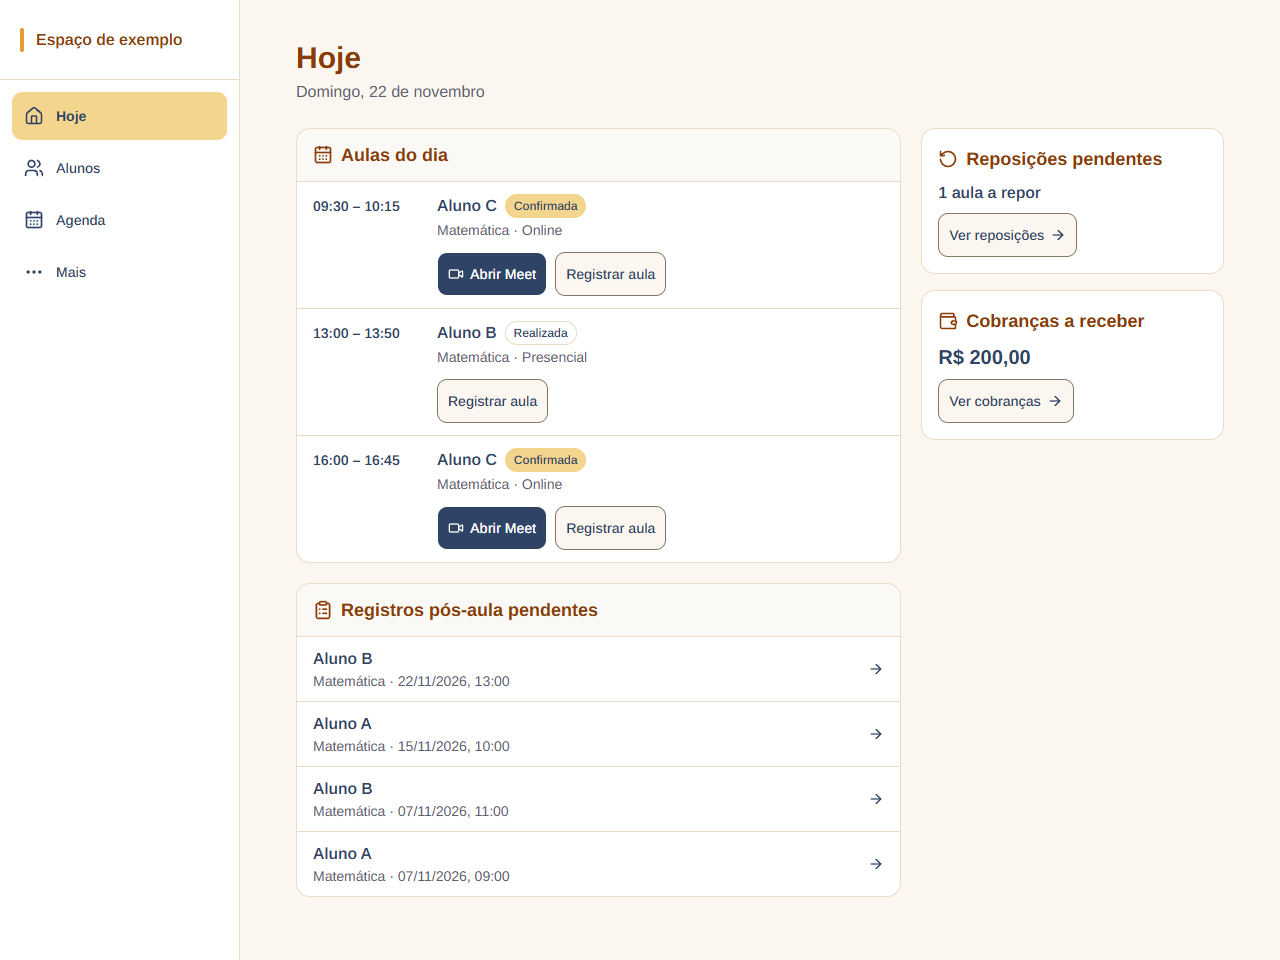 Espaço de exemplo
Hoje
Alunos
Agenda
Mais
Hoje
Domingo, 22 de novembro
Aulas do dia
09:30 – 10:15
Aluno C Confirmada
Matemática · Online
Abrir Meet Registrar aula
13:00 – 13:50
Aluno B Realizada
Matemática · Presencial
Registrar aula
16:00 – 16:45
Aluno C Confirmada
Matemática · Online
Abrir Meet Registrar aula
Registros pós-aula pendentes
Aluno B
Matemática · 22/11/2026, 13:00
Aluno A
Matemática · 15/11/2026, 10:00
Aluno B
Matemática · 07/11/2026, 11:00
Aluno A
Matemática · 07/11/2026, 09:00
Reposições pendentes
1 aula a repor
Ver reposições
Cobranças a receber
R$ 200,00
Ver cobranças